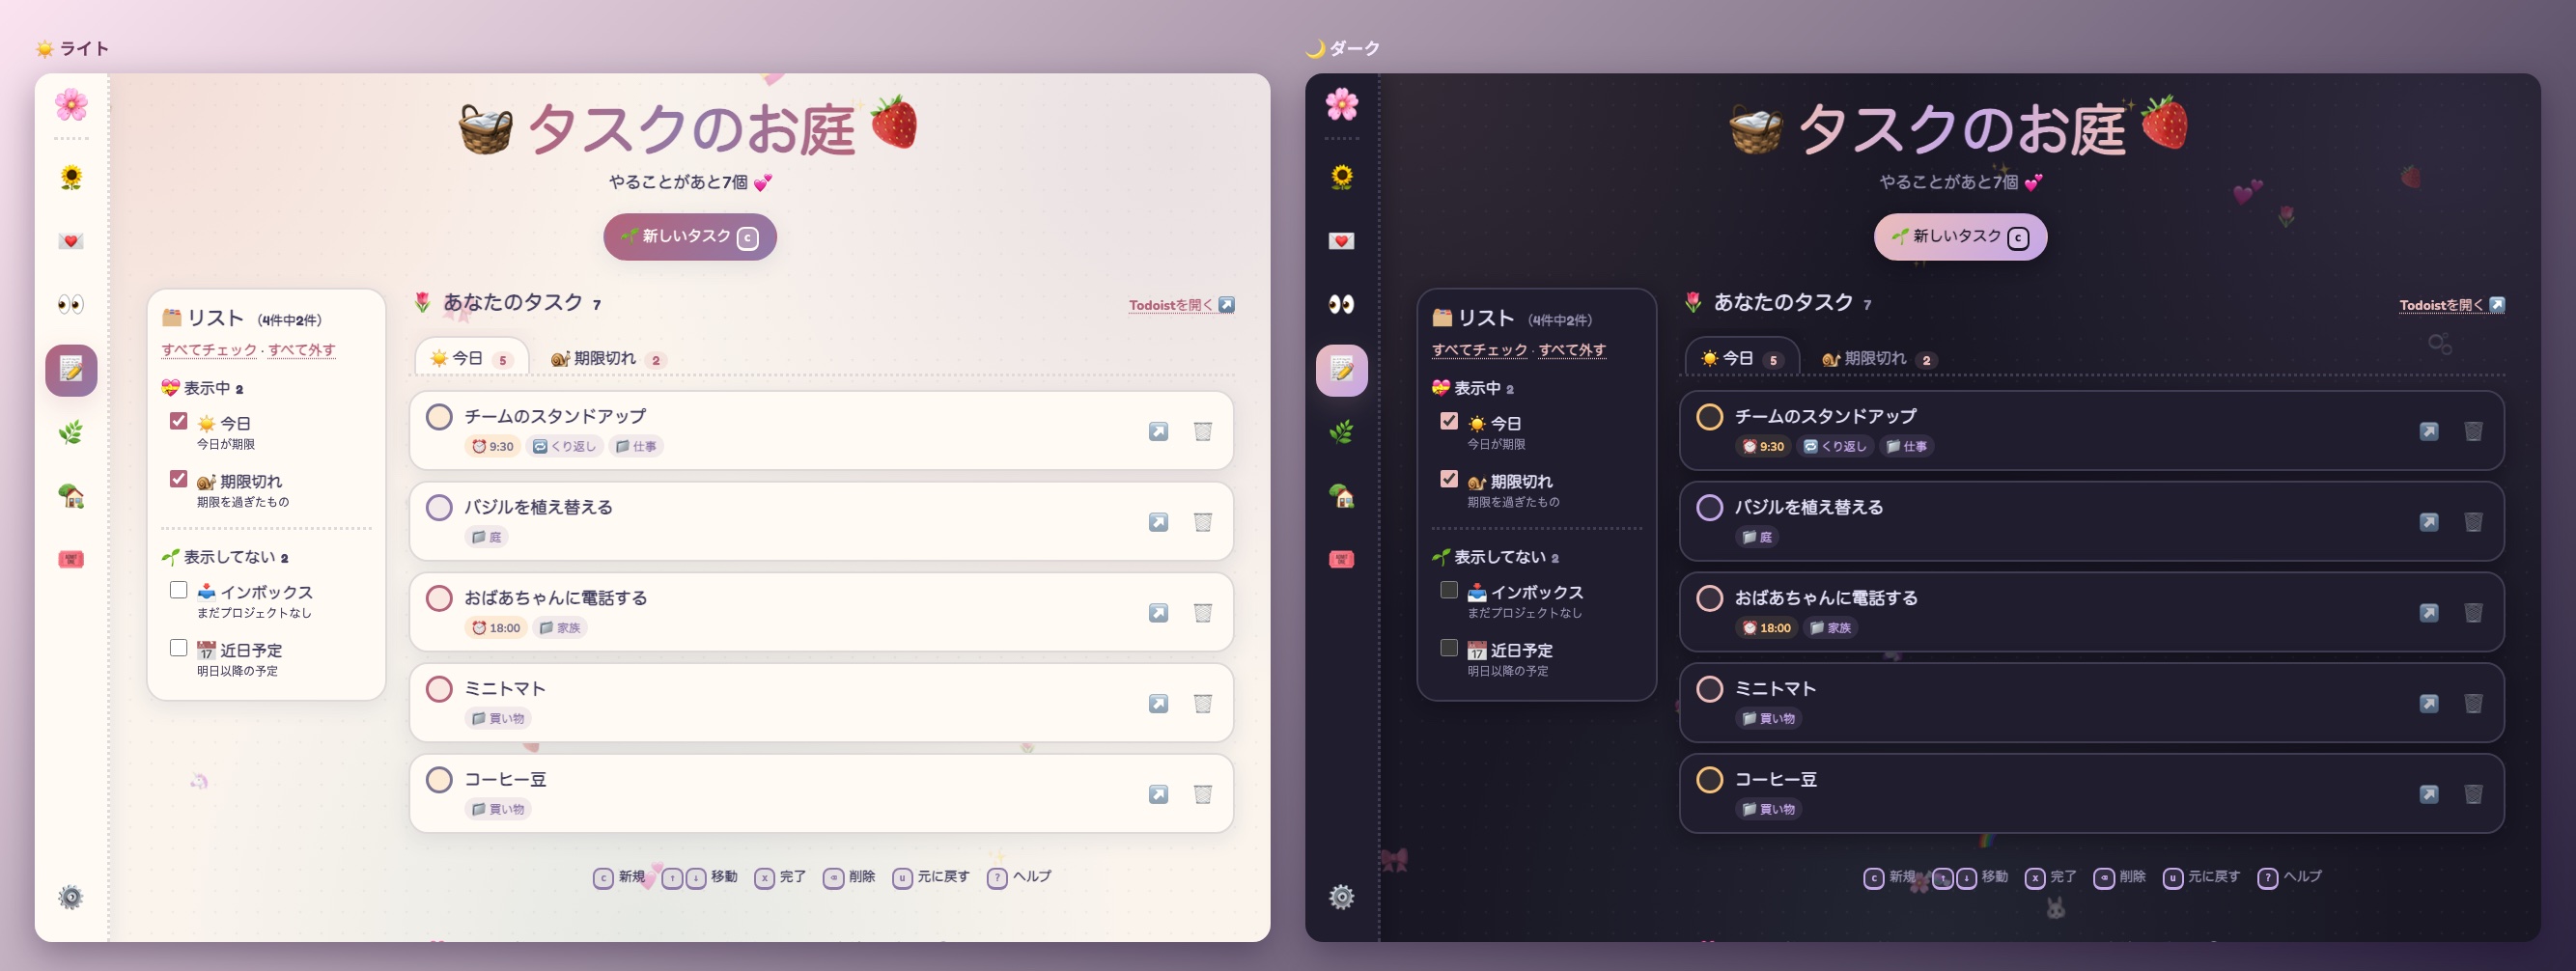 ライト
タスクのお庭
やることがあと7個
新しいタスク c
リスト （4件中2件）
すべてチェック · すべて外す
表示中 2
今日
今日が期限
期限切れ
期限を過ぎたもの
表示してない 2
インボックス
まだプロジェクトなし
近日予定
明日以降の予定
あなたのタスク 7
Todoistを開く
今日 5 期限切れ 2
チームのスタンドアップ
9:30 くり返し 仕事
バジルを植え替える
庭
おばあちゃんに電話する
18:00 家族
ミニトマト
買い物
コーヒー豆
買い物
c 新規 ↑ ↓ 移動 x 完了 ⌫ 削除 u 元に戻す ? ヘルプ
ダーク
タスクのお庭
やることがあと7個
新しいタスク c
リスト （4件中2件）
すべてチェック · すべて外す
表示中 2
今日
今日が期限
期限切れ
期限を過ぎたもの
表示してない 2
インボックス
まだプロジェクトなし
近日予定
明日以降の予定
あなたのタスク 7
Todoistを開く
今日 5 期限切れ 2
チームのスタンドアップ
9:30 くり返し 仕事
バジルを植え替える
庭
おばあちゃんに電話する
18:00 家族
ミニトマト
買い物
コーヒー豆
買い物
c 新規 ↑ ↓ 移動 x 完了 ⌫ 削除 u 元に戻す ? ヘルプ